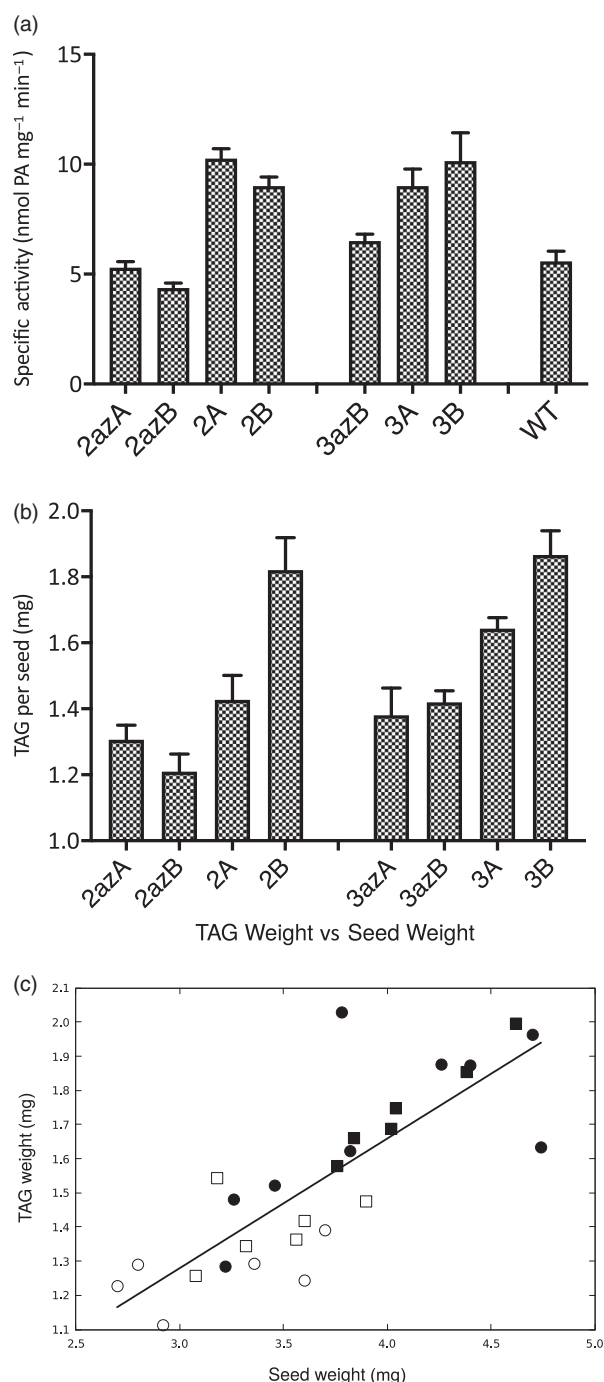 (a)
15
10
5
0
Specific activity (nmol PA mg⁻¹ min⁻¹)
2azA 2azB 2A 2B 3azB 3A 3B WT
(b)
2.0
1.8
1.6
1.4
1.2
1.0
TAG per seed (mg)
2azA 2azB 2A 2B 3azA 3azB 3A 3B
TAG Weight vs Seed Weight
(c)
2.1
2.0
1.9
1.8
1.7
1.6
1.5
1.4
1.3
1.2
1.1
TAG weight (mg)
2.5 3.0 3.5 4.0 4.5 5.0
Seed weight (mg)